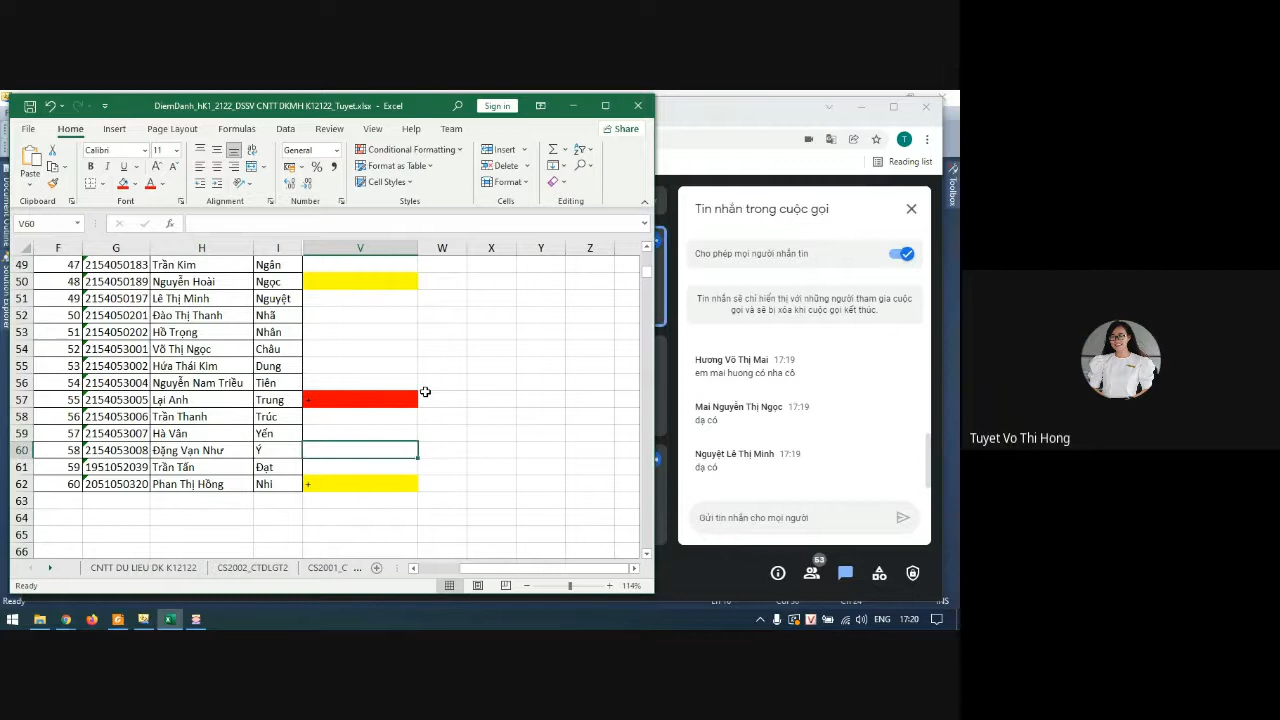 DiemDanh_hK1_2122_DSSV CNTT DKMH K12122_Tuyet.xlsx - Excel
Sign in
File Home Insert Page Layout Formulas Data Review View Help Team Share
Paste
Calibri 11
B I U
A A
General
% ,
Conditional Formatting
Format as Table
Cell Styles
Insert
Delete
Format
Clipboard Font Alignment Number Styles Cells Editing
V60 fx
F G H I V W X Y Z
49 47 2154050183 Trần Kim Ngân
50 48 2154050189 Nguyễn Hoài Ngọc
51 49 2154050197 Lê Thị Minh Nguyệt
52 50 2154050201 Đào Thị Thanh Nhã
53 51 2154050202 Hồ Trọng Nhân
54 52 2154053001 Võ Thị Ngọc Châu
55 53 2154053002 Hứa Thái Kim Dung
56 54 2154053004 Nguyễn Nam Triều Tiên
57 55 2154053005 Lại Anh Trung +
58 56 2154053006 Trần Thanh Trúc
59 57 2154053007 Hà Vân Yến
60 58 2154053008 Đặng Vạn Như Ý
61 59 1951052039 Trần Tấn Đạt
62 60 2051050320 Phan Thị Hồng Nhi +
63
64
65
66
CNTT DU LIEU DK K12122 CS2002_CTDLGT2 CS2001_C ...
Ready
114%
Document Outline
Solution Explorer
T
Reading list
Toolbox
Tin nhắn trong cuộc gọi
Cho phép mọi người nhắn tin
Tin nhắn sẽ chỉ hiển thị với những người tham gia cuộc
gọi và sẽ bị xóa khi cuộc gọi kết thúc.
Hương Võ Thị Mai 17:19
em mai huong có nha cô
Mai Nguyễn Thị Ngọc 17:19
dạ có
Nguyệt Lê Thị Minh 17:19
dạ có
Gửi tin nhắn cho mọi người
53
Ready
INS
V ENG 17:20
Tuyet Vo Thi Hong